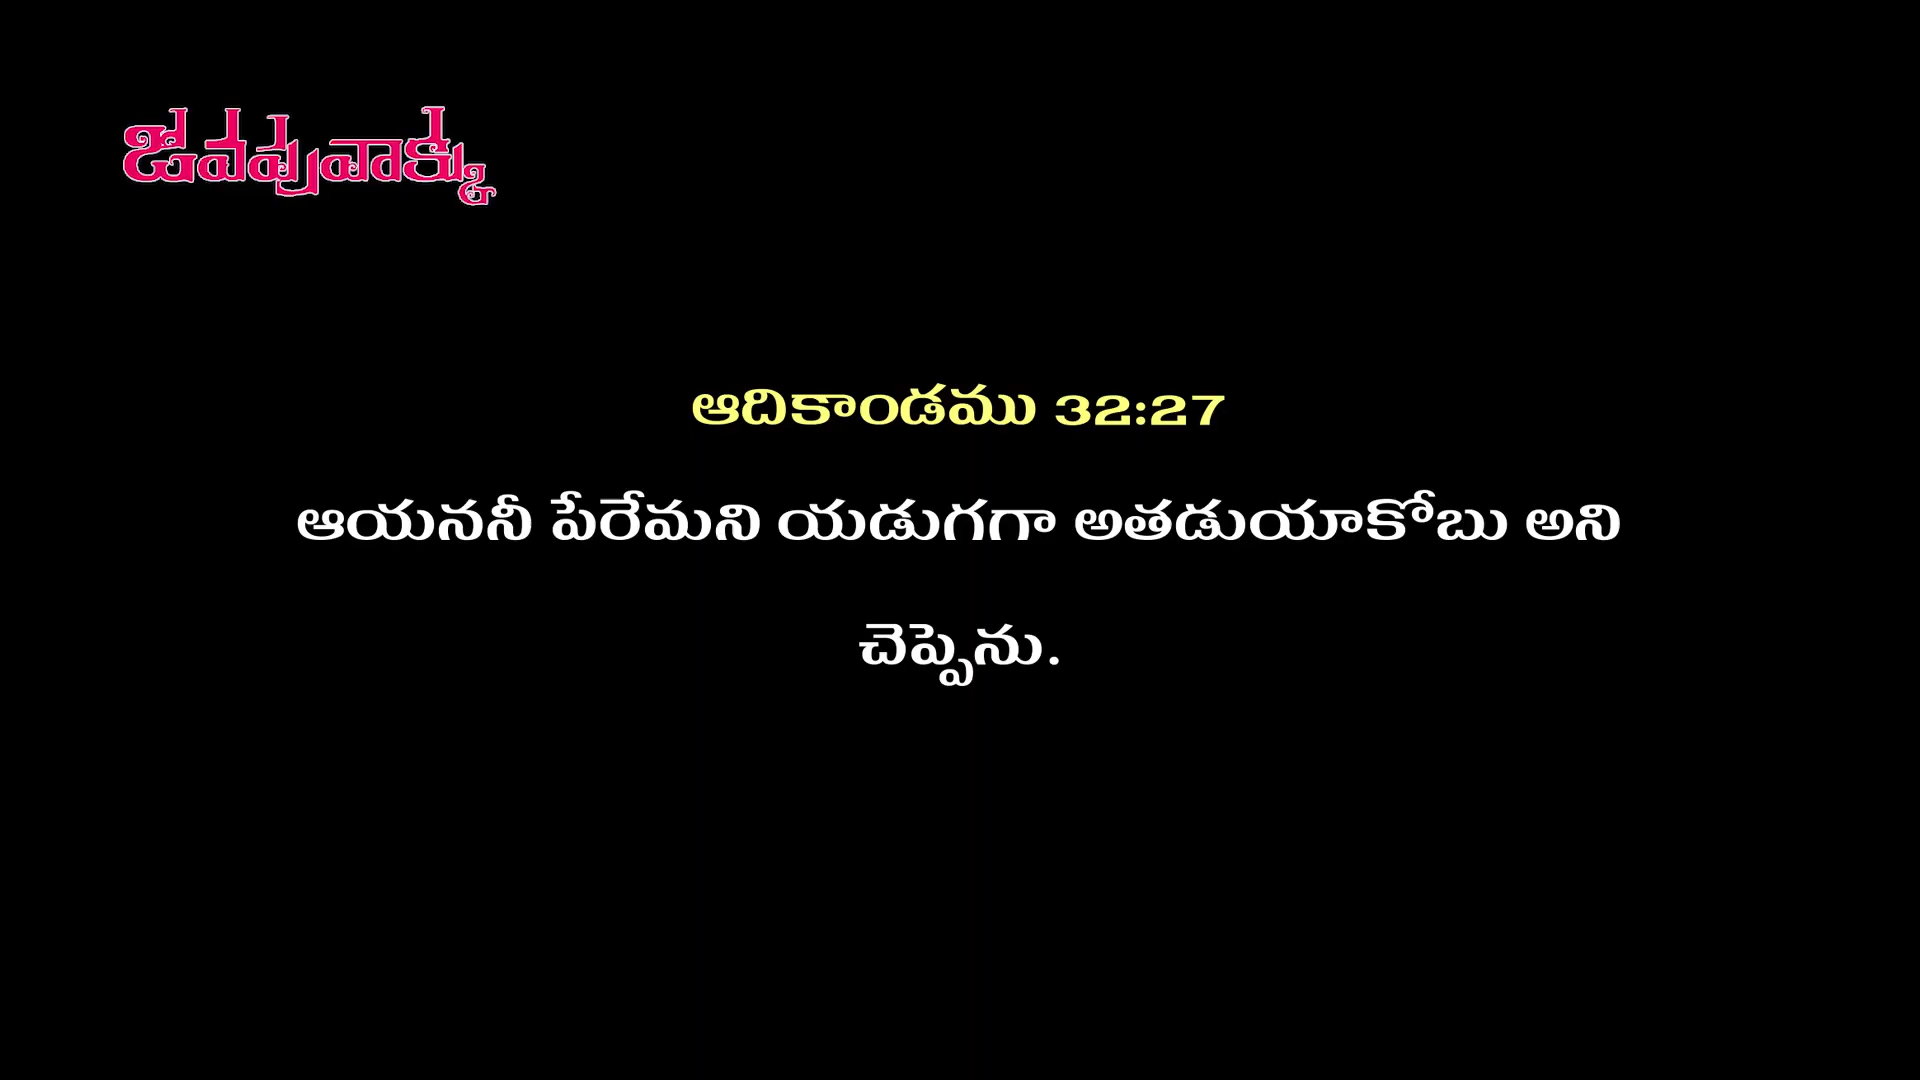 జీవపువాక్కు
ఆదికాండము 32:27
ఆయననీ పేరేమని యడుగగా అతడుయాకోబు అని
చెప్పెను.